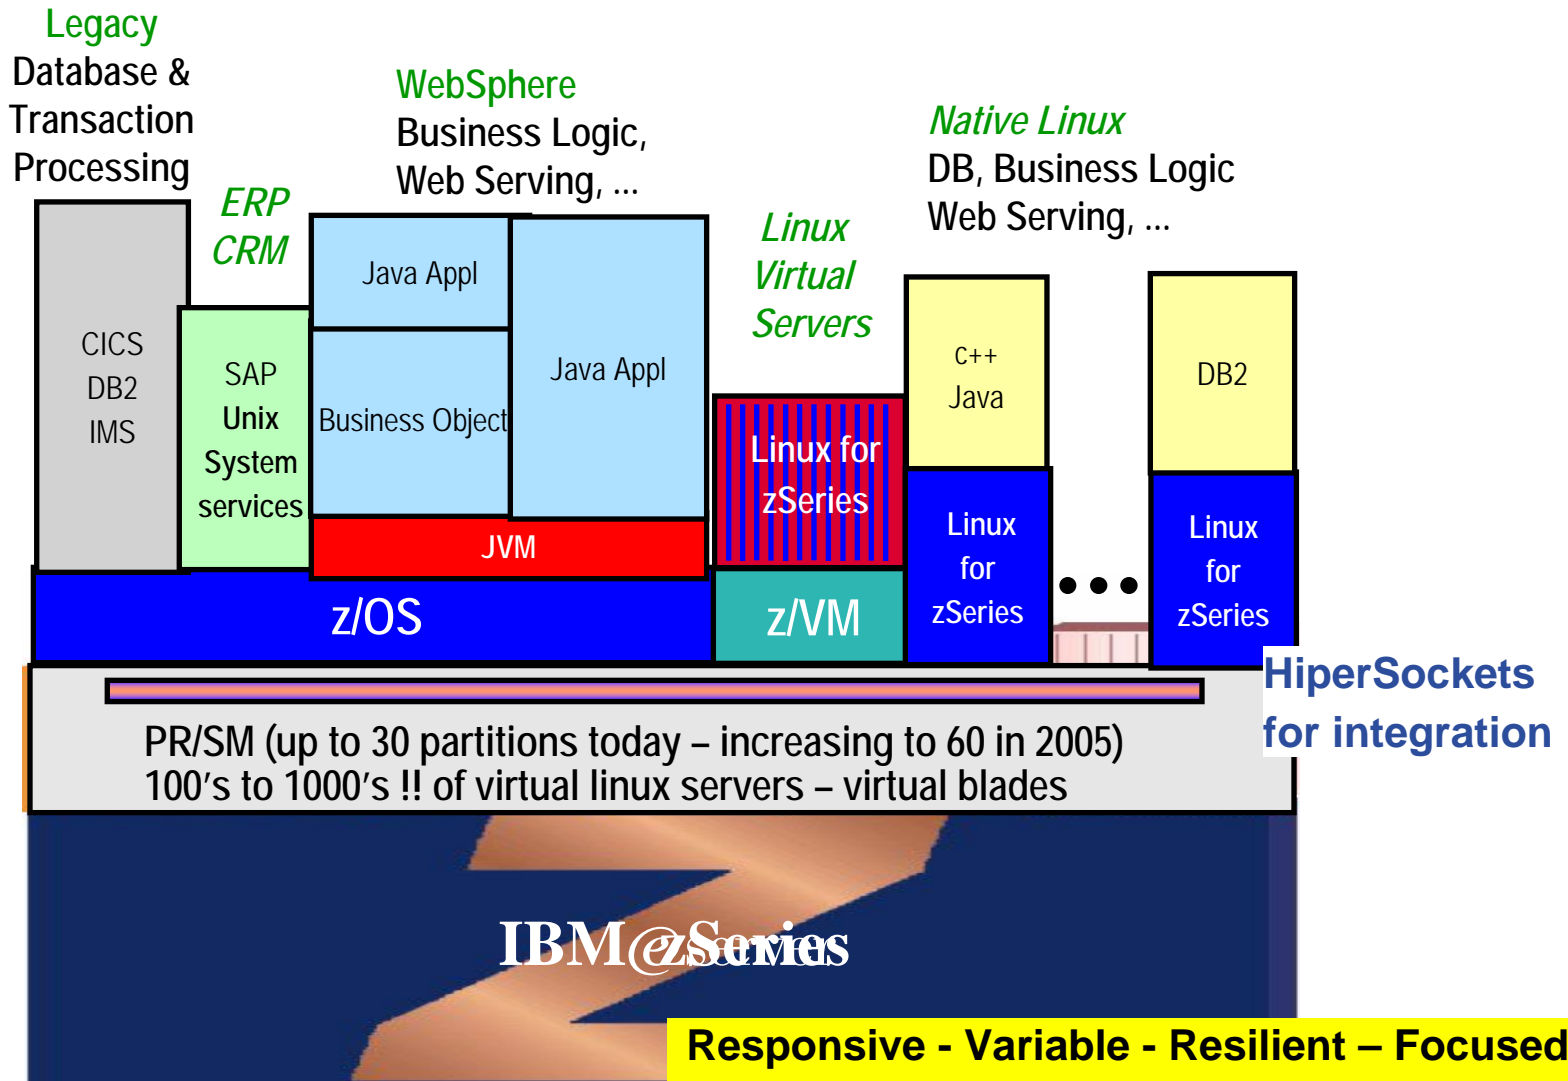 Legacy
Database &
Transaction
Processing
ERP
CRM
WebSphere
Business Logic,
Web Serving, ...
Linux
Virtual
Servers
Native Linux
DB, Business Logic
Web Serving, ...
CICS
DB2
IMS
SAP
Unix
System
services
Java Appl
Business Object
Java Appl
JVM
z/OS
Linux for
zSeries
z/VM
C++
Java
Linux
for
zSeries
DB2
Linux
for
zSeries
HiperSockets
for integration
PR/SM (up to 30 partitions today – increasing to 60 in 2005)
100's to 1000's !! of virtual linux servers – virtual blades
IBM zSeries
Responsive - Variable - Resilient – Focused